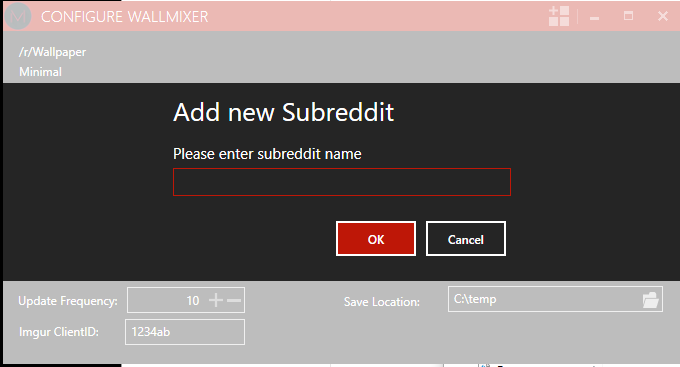 M CONFIGURE WALLMIXER
/r/Wallpaper
Minimal
Add new Subreddit
Please enter subreddit name
OK Cancel
Update Frequency: 10 Save Location: C:\temp
Imgur ClientID: 1234ab